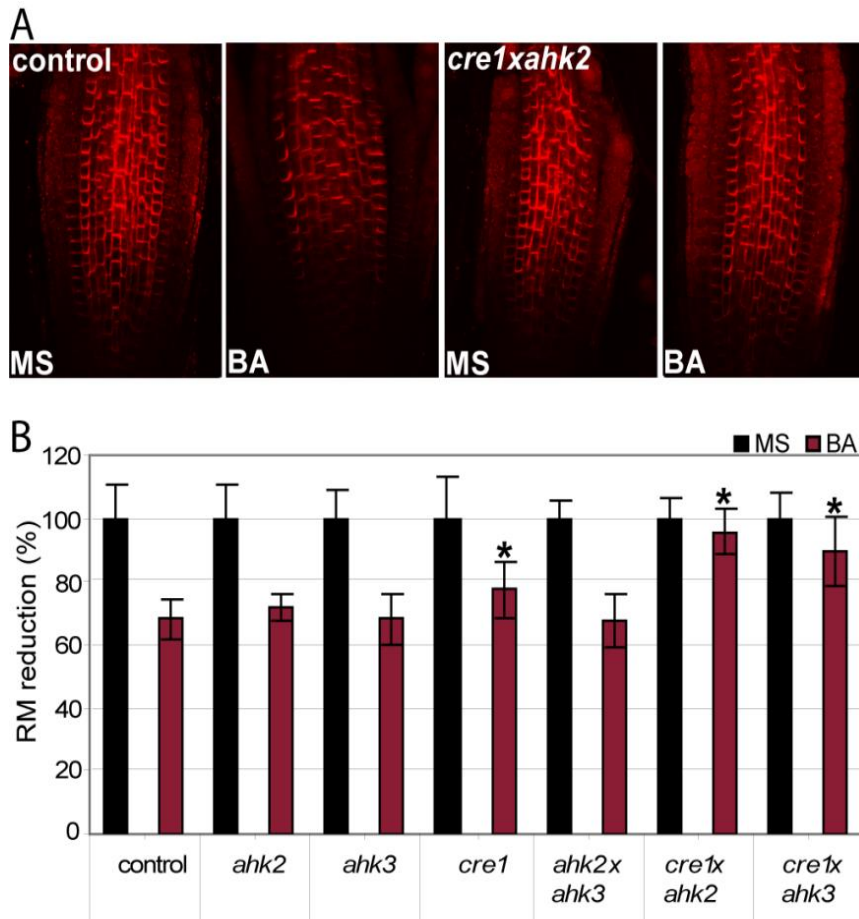 A
control
cre1xahk2
MS
BA
MS
BA
B
MS BA
RM reduction (%)
120
100
80
60
40
20
0
control
ahk2
ahk3
cre1
ahk2x
ahk3
cre1x
ahk2
cre1x
ahk3
*
*
*